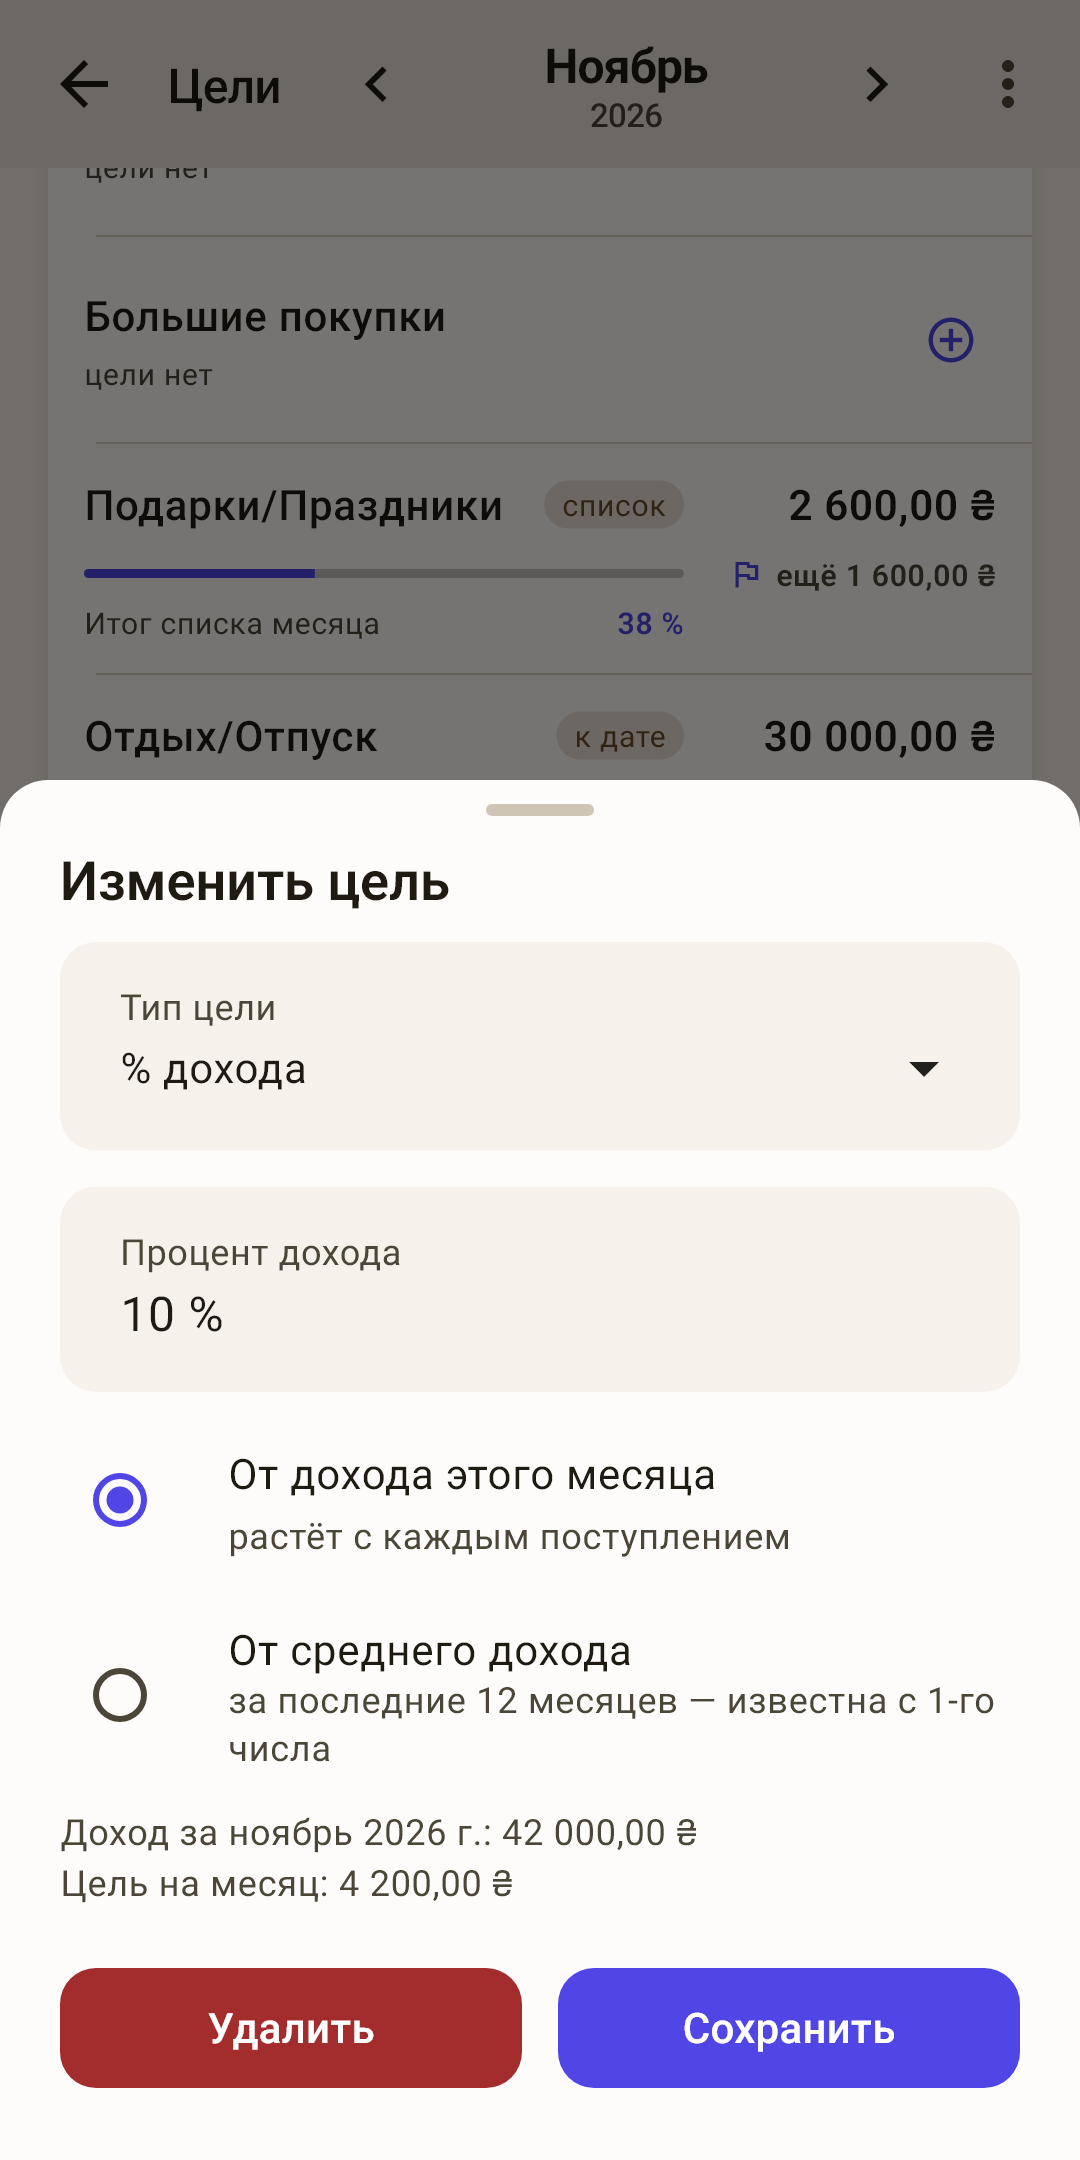 Цели
Ноябрь
2026
цели нет
Большие покупки
цели нет
Подарки/Праздники
список
2 600,00 ₴
ещё 1 600,00 ₴
Итог списка месяца
38 %
Отдых/Отпуск
к дате
30 000,00 ₴
Изменить цель
Тип цели
% дохода
Процент дохода
10 %
От дохода этого месяца
растёт с каждым поступлением
От среднего дохода
за последние 12 месяцев — известна с 1-го
числа
Доход за ноябрь 2026 г.: 42 000,00 ₴
Цель на месяц: 4 200,00 ₴
Удалить
Сохранить